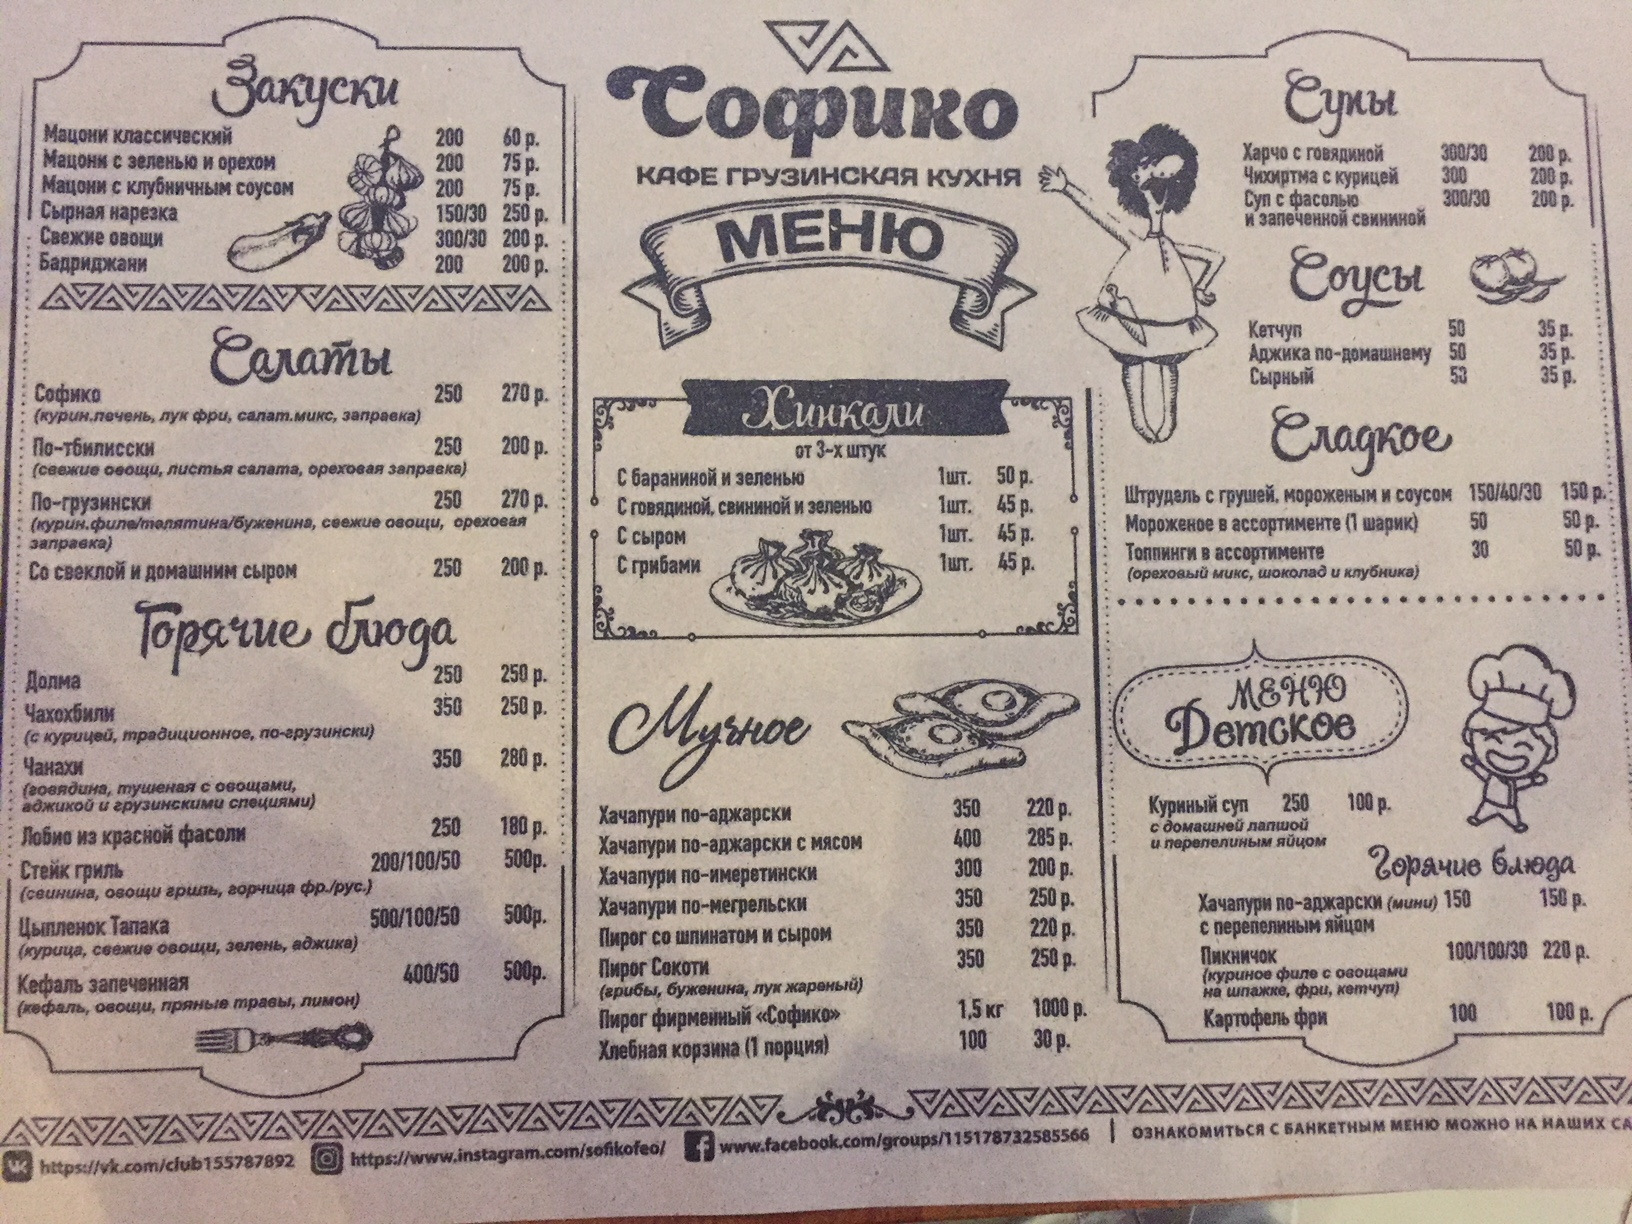 Закуски
Мацони классический 200 60 р.
Мацони с зеленью и орехом 200 75 р.
Мацони с клубничным соусом 200 75 р.
Сырная нарезка 150/30 250 р.
Свежие овощи 300/30 200 р.
Бадриджани 200 200 р.
Салаты
Софико 250 270 р.
(курин.печень, лук фри, салат.микс, заправка)
По-тбилисски 250 200 р.
(свежие овощи, листья салата, ореховая заправка)
По-грузински 250 270 р.
(курин.филе/телятина/буженина, свежие овощи, ореховая
заправка)
Со свеклой и домашним сыром 250 200 р.
Горячие блюда
Долма 250 250 р.
Чахохбили 350 250 р.
(с курицей, традиционное, по-грузински)
Чанахи 350 280 р.
(говядина, тушеная с овощами,
аджикой и грузинскими специями)
Лобио из красной фасоли 250 180 р.
Стейк гриль 200/100/50 500р.
(свинина, овощи гриль, горчица фр./рус.)
Цыпленок Тапака 500/100/50 500р.
(курица, свежие овощи, зелень, аджика)
Кефаль запеченная 400/50 500р.
(кефаль, овощи, пряные травы, лимон)
Софико
КАФЕ ГРУЗИНСКАЯ КУХНЯ
МЕНЮ
Хинкали
от 3-х штук
С бараниной и зеленью 1шт. 50 р.
С говядиной, свининой и зеленью 1шт. 45 р.
С сыром 1шт. 45 р.
С грибами 1шт. 45 р.
Мучное
Хачапури по-аджарски 350 220 р.
Хачапури по-аджарски с мясом 400 285 р.
Хачапури по-имеретински 300 200 р.
Хачапури по-мегрельски 350 250 р.
Пирог со шпинатом и сыром 350 220 р.
Пирог Сокоти 350 250 р.
(грибы, буженина, лук жареный)
Пирог фирменный «Софико» 1,5 кг 1000 р.
Хлебная корзина (1 порция) 100 30 р.
Супы
Харчо с говядиной 300/30 200 р.
Чихиртма с курицей 300 200 р.
Суп с фасолью 300/30 200 р.
и запеченной свининой
Соусы
Кетчуп 50 35 р.
Аджика по-домашнему 50 35 р.
Сырный 50 35 р.
Сладкое
Штрудель с грушей, мороженым и соусом 150/40/30 150 р.
Мороженое в ассортименте (1 шарик) 50 50 р.
Топпинги в ассортименте 30 50 р.
(ореховый микс, шоколад и клубника)
МЕНЮ
Детское
Куриный суп 250 100 р.
с домашней лапшой
и перепелиным яйцом
Горячие блюда
Хачапури по-аджарски (мини) 150 150 р.
с перепелиным яйцом
Пикничок 100/100/30 220 р.
(куриное филе с овощами
на шпажке, фри, кетчуп)
Картофель фри 100 100 р.
https://vk.com/club155787892 https://www.instagram.com/sofikofeo/ www.facebook.com/groups/115178732585566 | ОЗНАКОМИТЬСЯ С БАНКЕТНЫМ МЕНЮ МОЖНО НА НАШИХ СА